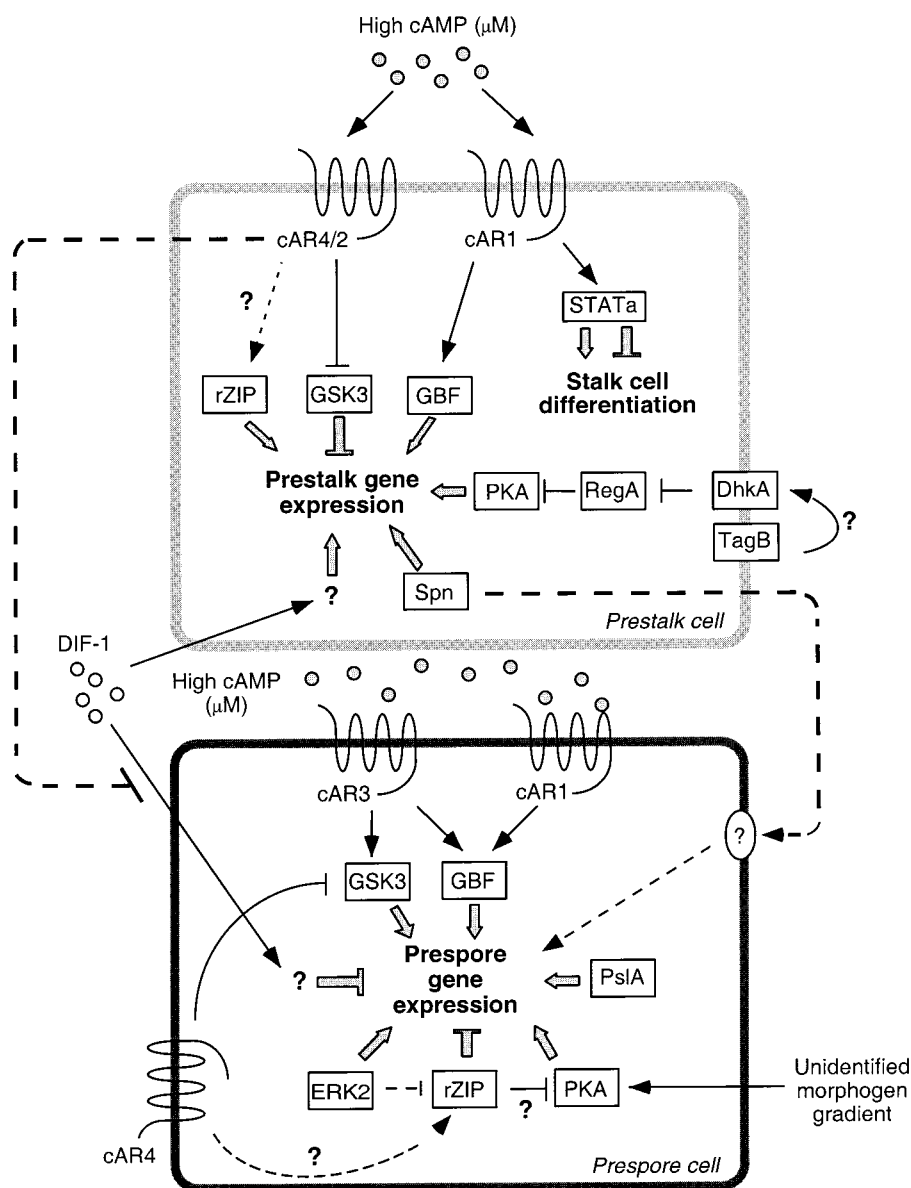 High cAMP (μM)
cAR4/2
cAR1
?
STATa
rZIP
GSK3
GBF
Stalk cell
differentiation
Prestalk gene
expression
PKA
RegA
DhkA
?
TagB
?
Spn
Prestalk cell
DIF-1
High cAMP
(μM)
cAR3
cAR1
?
GSK3
GBF
Prespore
gene
expression
?
PslA
ERK2
rZIP
?
PKA
Unidentified
morphogen
gradient
cAR4
?
Prespore cell